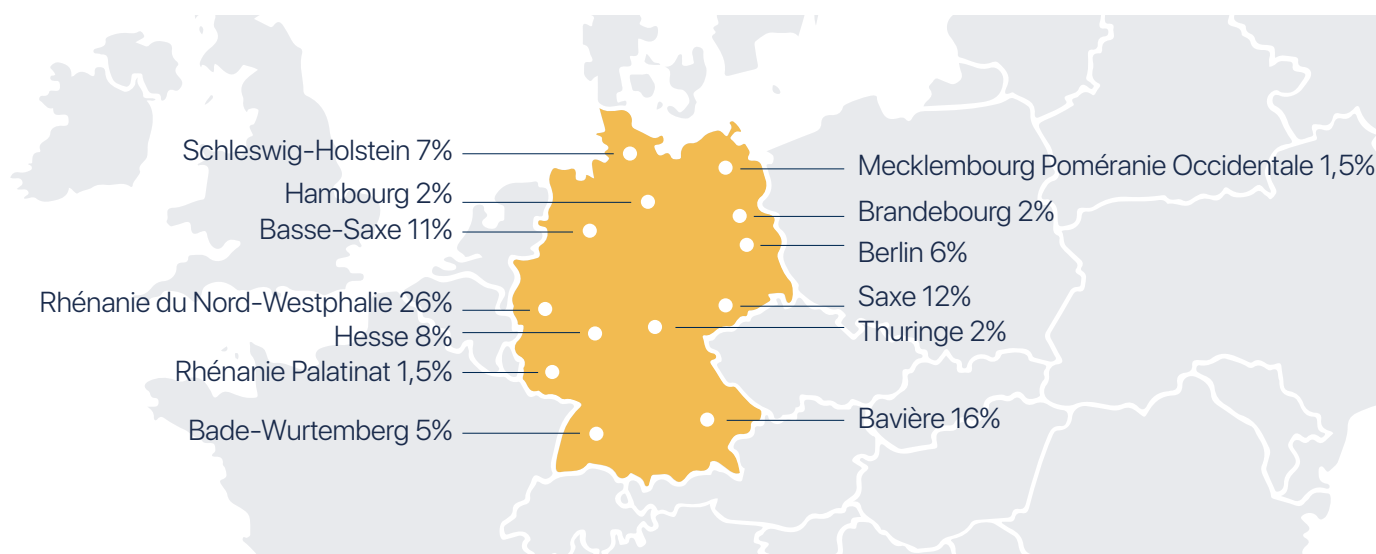 Schleswig-Holstein 7%
Hambourg 2%
Basse-Saxe 11%
Rhénanie du Nord-Westphalie 26%
Hesse 8%
Rhénanie Palatinat 1,5%
Bade-Wurtemberg 5%
Mecklembourg Poméranie Occidentale 1,5%
Brandebourg 2%
Berlin 6%
Saxe 12%
Thuringe 2%
Bavière 16%